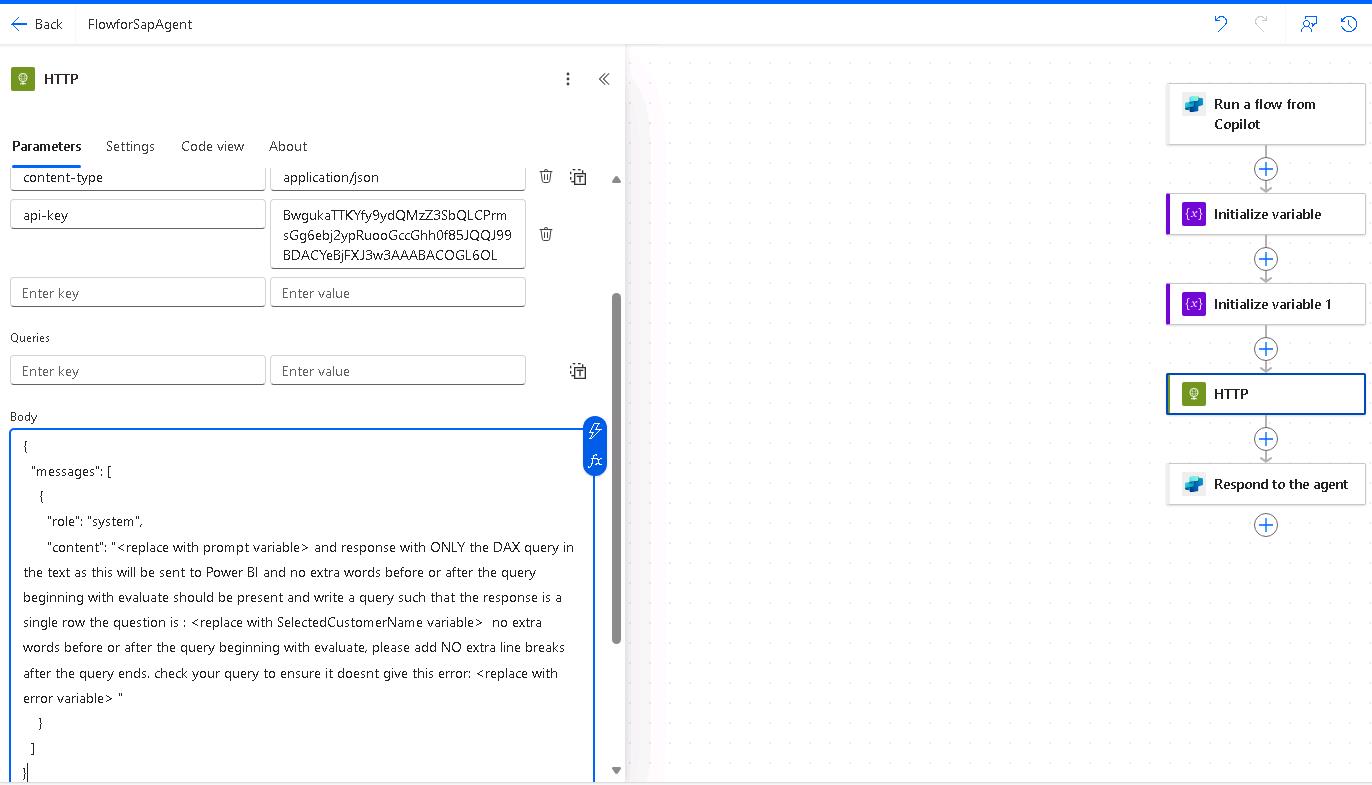 Back
FlowforSapAgent
HTTP
Parameters
Settings
Code view
About
content-type
application/json
api-key
BwgukaTTKYfy9ydQMzZ3SbQLCPrm
sGg6ebj2ypRuooGccGhh0f85JQQJ99
BDACYeBjFXJ3w3AAABACOGL6OL
Enter key
Enter value
Queries
Enter key
Enter value
Body
fx
{
"messages": [
{
"role": "system",
"content": "<replace with prompt variable> and response with ONLY the DAX query in
the text as this will be sent to Power BI and no extra words before or after the query
beginning with evaluate should be present and write a query such that the response is a
single row the question is : <replace with SelectedCustomerName variable>  no extra
words before or after the query beginning with evaluate, please add NO extra line breaks
after the query ends. check your query to ensure it doesnt give this error: <replace with
error variable> "
}
]
}
Run a flow from
Copilot
{x}
Initialize variable
{x}
Initialize variable 1
HTTP
Respond to the agent